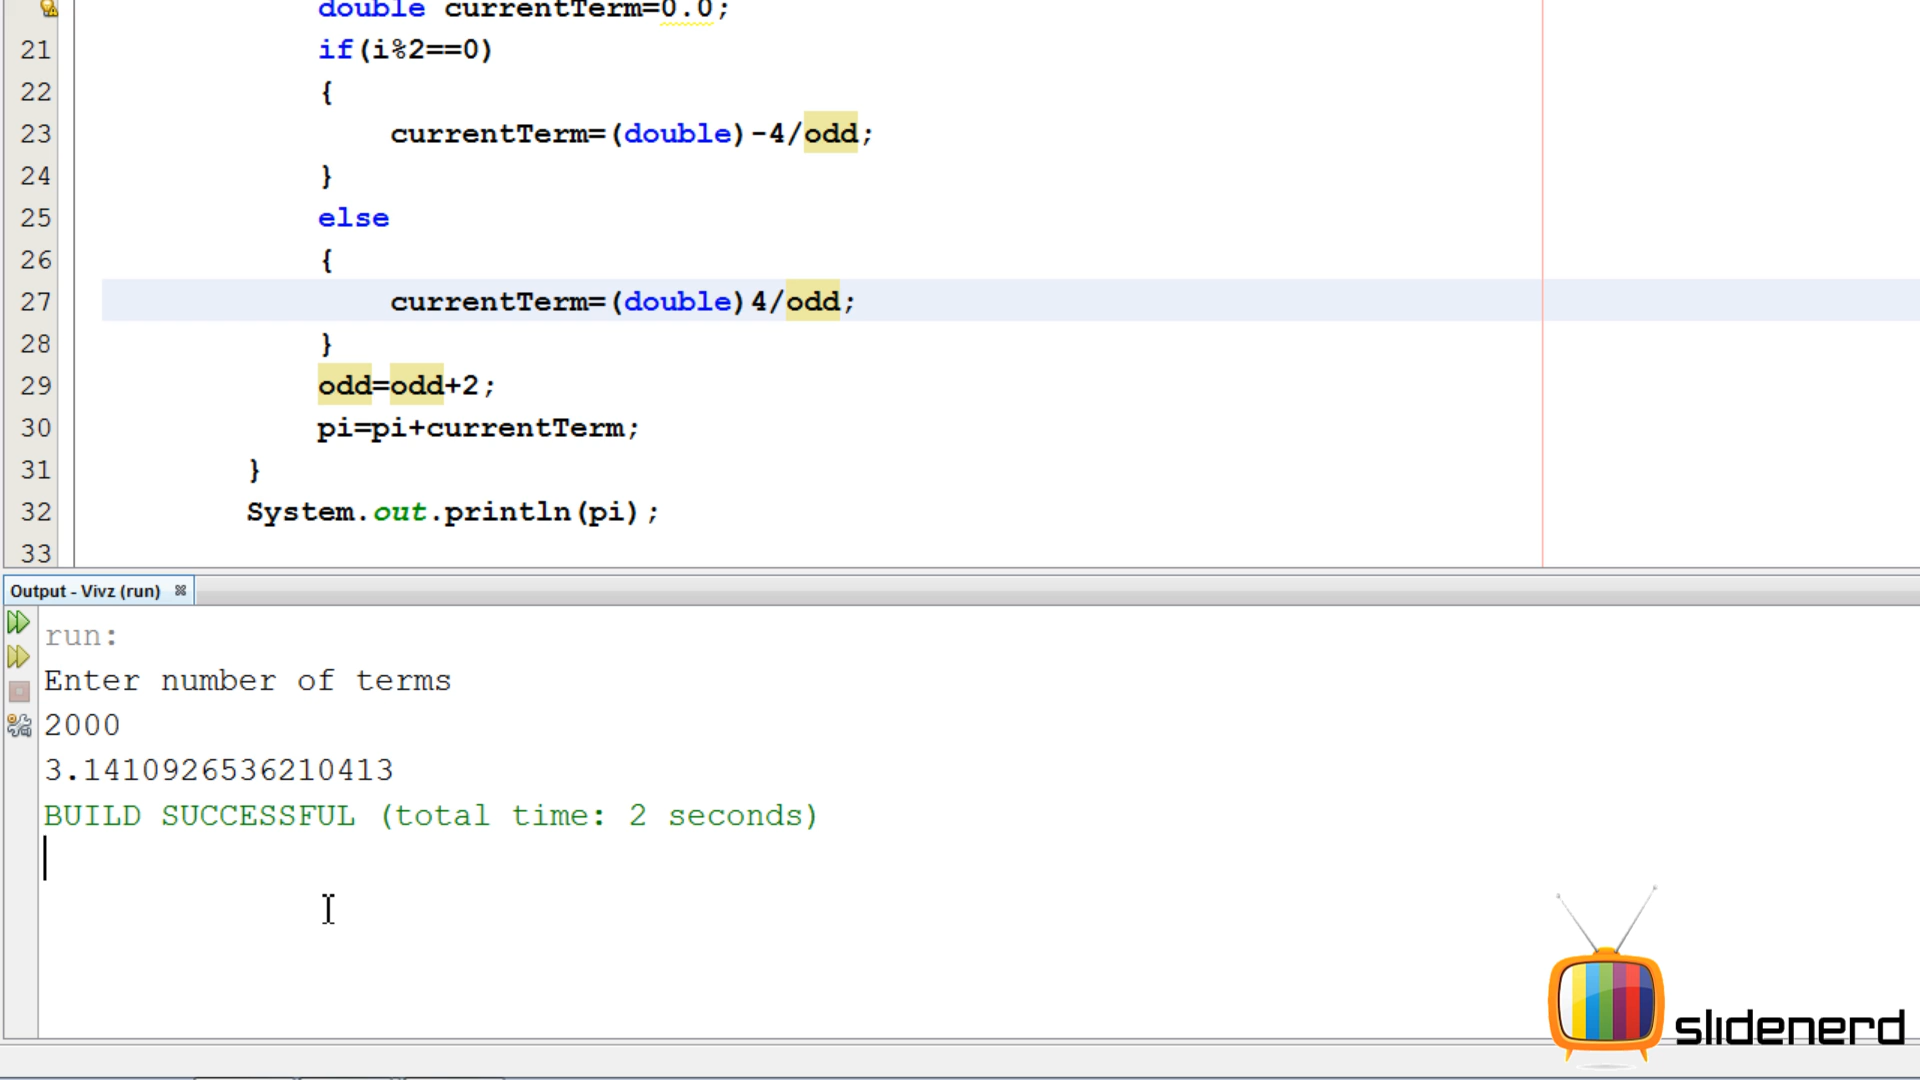 double currentTerm=0.0;
21 if(i%2==0)
22 {
23 currentTerm=(double)-4/odd;
24 }
25 else
26 {
27 currentTerm=(double)4/odd;
28 }
29 odd=odd+2;
30 pi=pi+currentTerm;
31 }
32 System.out.println(pi);
33
Output - Vivz (run)
run:
Enter number of terms
2000
3.1410926536210413
BUILD SUCCESSFUL (total time: 2 seconds)
slidenerd